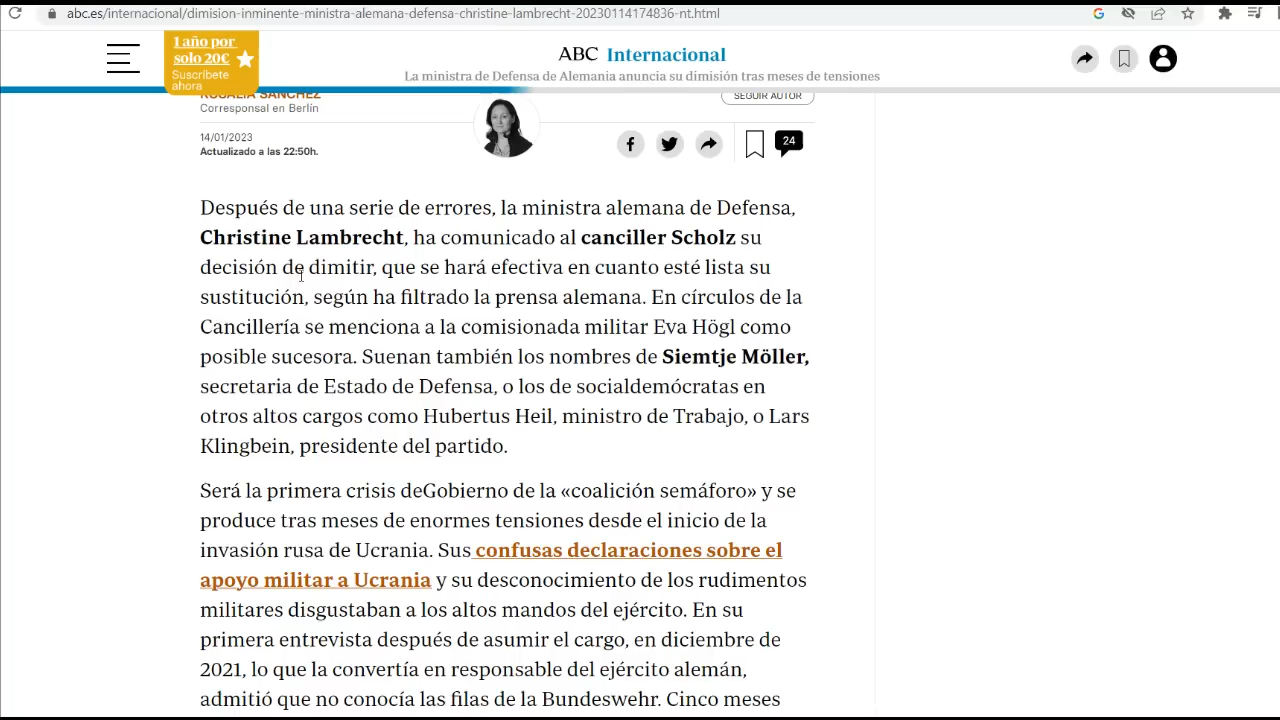 abc.es/internacional/dimision-inminente-ministra-alemana-defensa-christine-lambrecht-20230114174836-nt.html
1 año por
solo 20€
Suscribete
ahora
ABC Internacional
La ministra de Defensa de Alemania anuncia su dimisión tras meses de tensiones
ROSALÍA SÁNCHEZ
Corresponsal en Berlín
SEGUIR AUTOR
14/01/2023
Actualizado a las 22:50h.
24
Después de una serie de errores, la ministra alemana de Defensa,
Christine Lambrecht, ha comunicado al canciller Scholz su
decisión de dimitir, que se hará efectiva en cuanto esté lista su
sustitución, según ha filtrado la prensa alemana. En círculos de la
Cancillería se menciona a la comisionada militar Eva Högl como
posible sucesora. Suenan también los nombres de Siemtje Möller,
secretaria de Estado de Defensa, o los de socialdemócratas en
otros altos cargos como Hubertus Heil, ministro de Trabajo, o Lars
Klingbein, presidente del partido.
Será la primera crisis deGobierno de la «coalición semáforo» y se
produce tras meses de enormes tensiones desde el inicio de la
invasión rusa de Ucrania. Sus confusas declaraciones sobre el
apoyo militar a Ucrania y su desconocimiento de los rudimentos
militares disgustaban a los altos mandos del ejército. En su
primera entrevista después de asumir el cargo, en diciembre de
2021, lo que la convertía en responsable del ejército alemán,
admitió que no conocía las filas de la Bundeswehr. Cinco meses